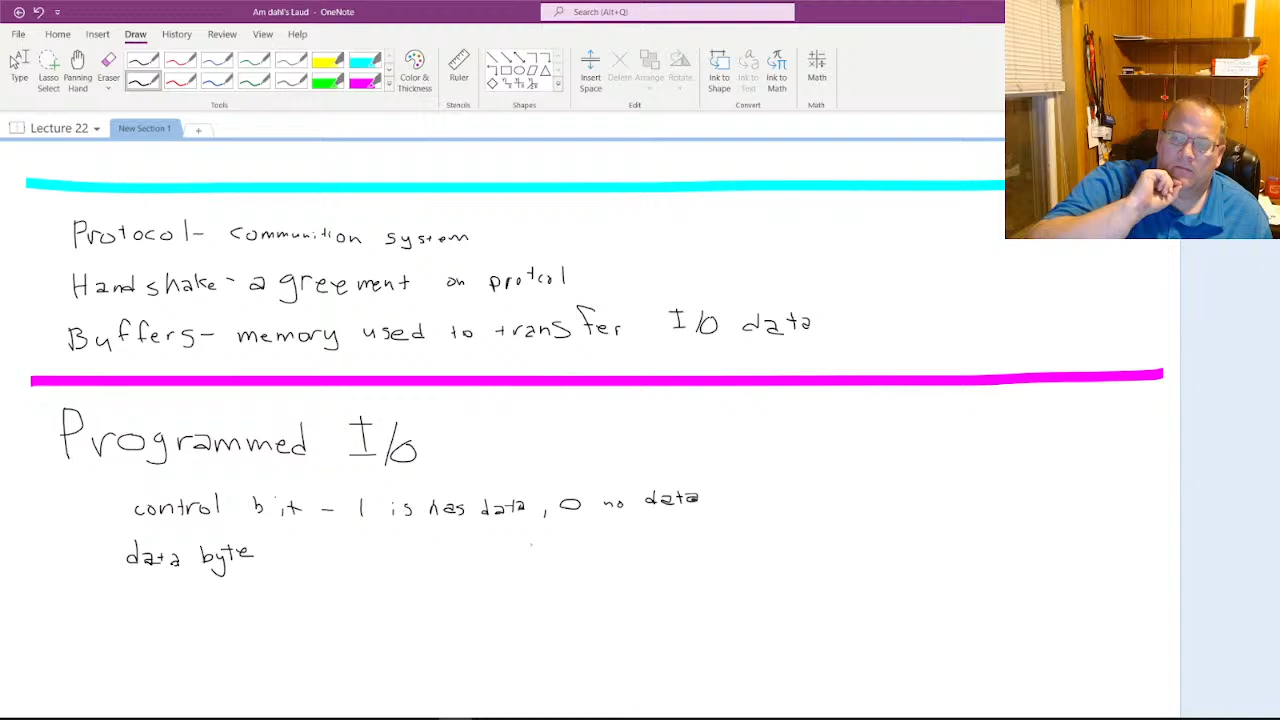 Am dahl's Laud - OneNote
Search (Alt+Q)
File Home Insert Draw History Review View Help
Type Lasso Select Panning Hand Eraser Color & Thickness Ruler Shapes Insert Space Delete Arrange Rotate Ink to Shape Ink to Text Ink to Math Math
Tools Stencils Shapes Edit Convert Math
Lecture 22 New Section 1 +
Protocol- communition system
Handshake- agreement on protcol
Buffers- memory used to transfer I/O data
Programmed I/O
control bit - 1 is has data, 0 no data
data byte